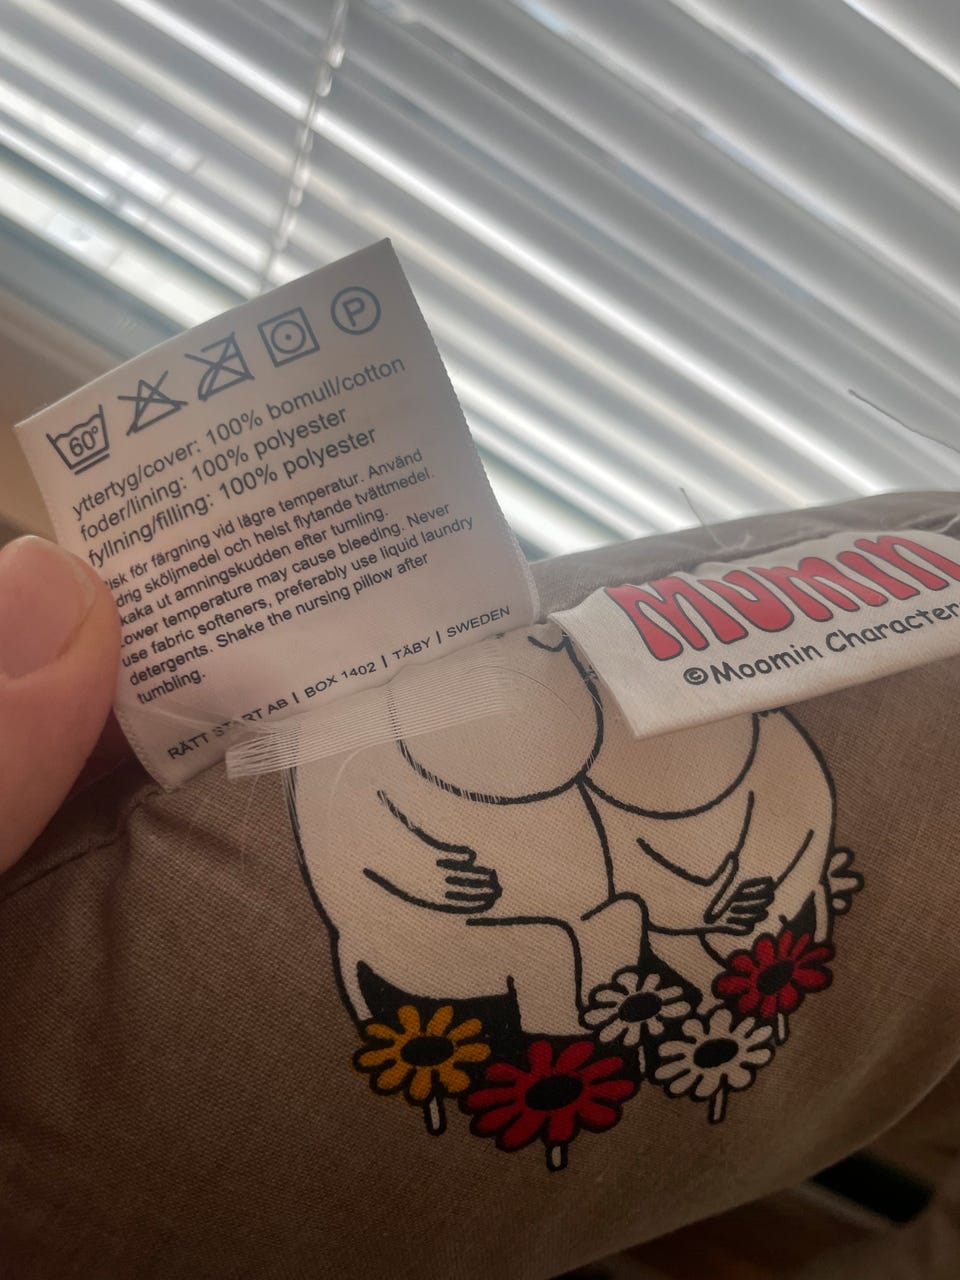 60°
P
yttertyg/cover: 100% bomull/cotton
foder/lining: 100% polyester
fyllning/filling: 100% polyester
för färgning vid lägre temperatur. Använd
sköljmedel och helst flytande tvättmedel.
ut amningskudden efter tumling.
temperature may cause bleeding. Never
use fabric softeners, preferably use liquid laundry
detergents. Shake the nursing pillow after
tumbling.
RÄTT START AB | BOX 1402 | TÄBY | SWEDEN
Mumin
©Moomin Character